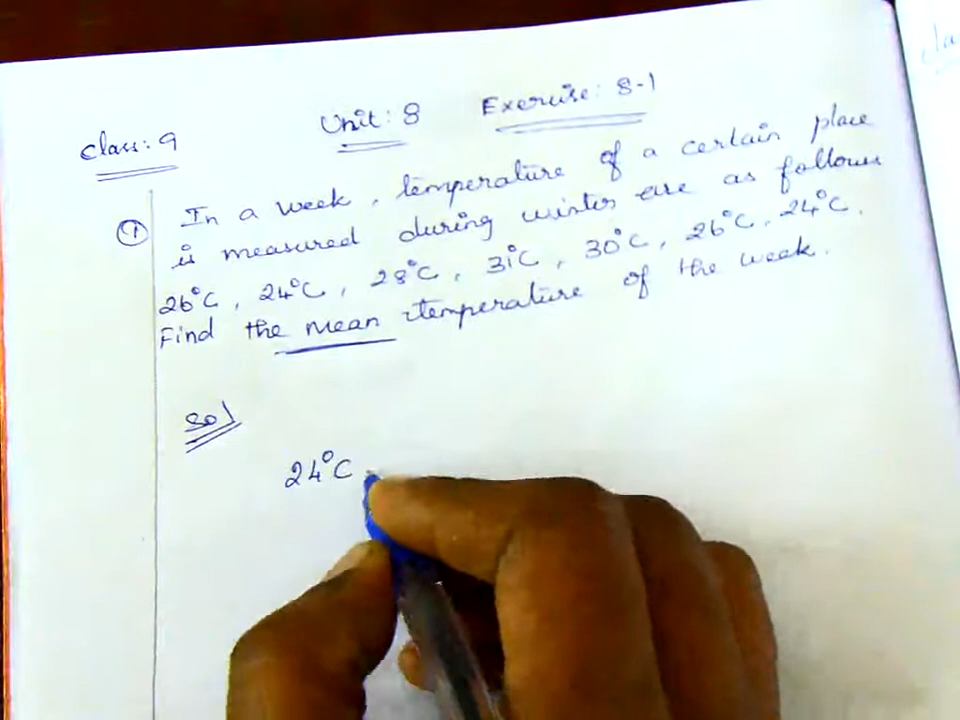 class: 9
Unit: 8
Exercise: 8-1
① In a week, temperature of a certain place
is measured during winter are as follows
26°C, 24°C, 28°C, 31°C, 30°C, 26°C, 24°C.
Find the mean temperature of the week.
Sol
24°C